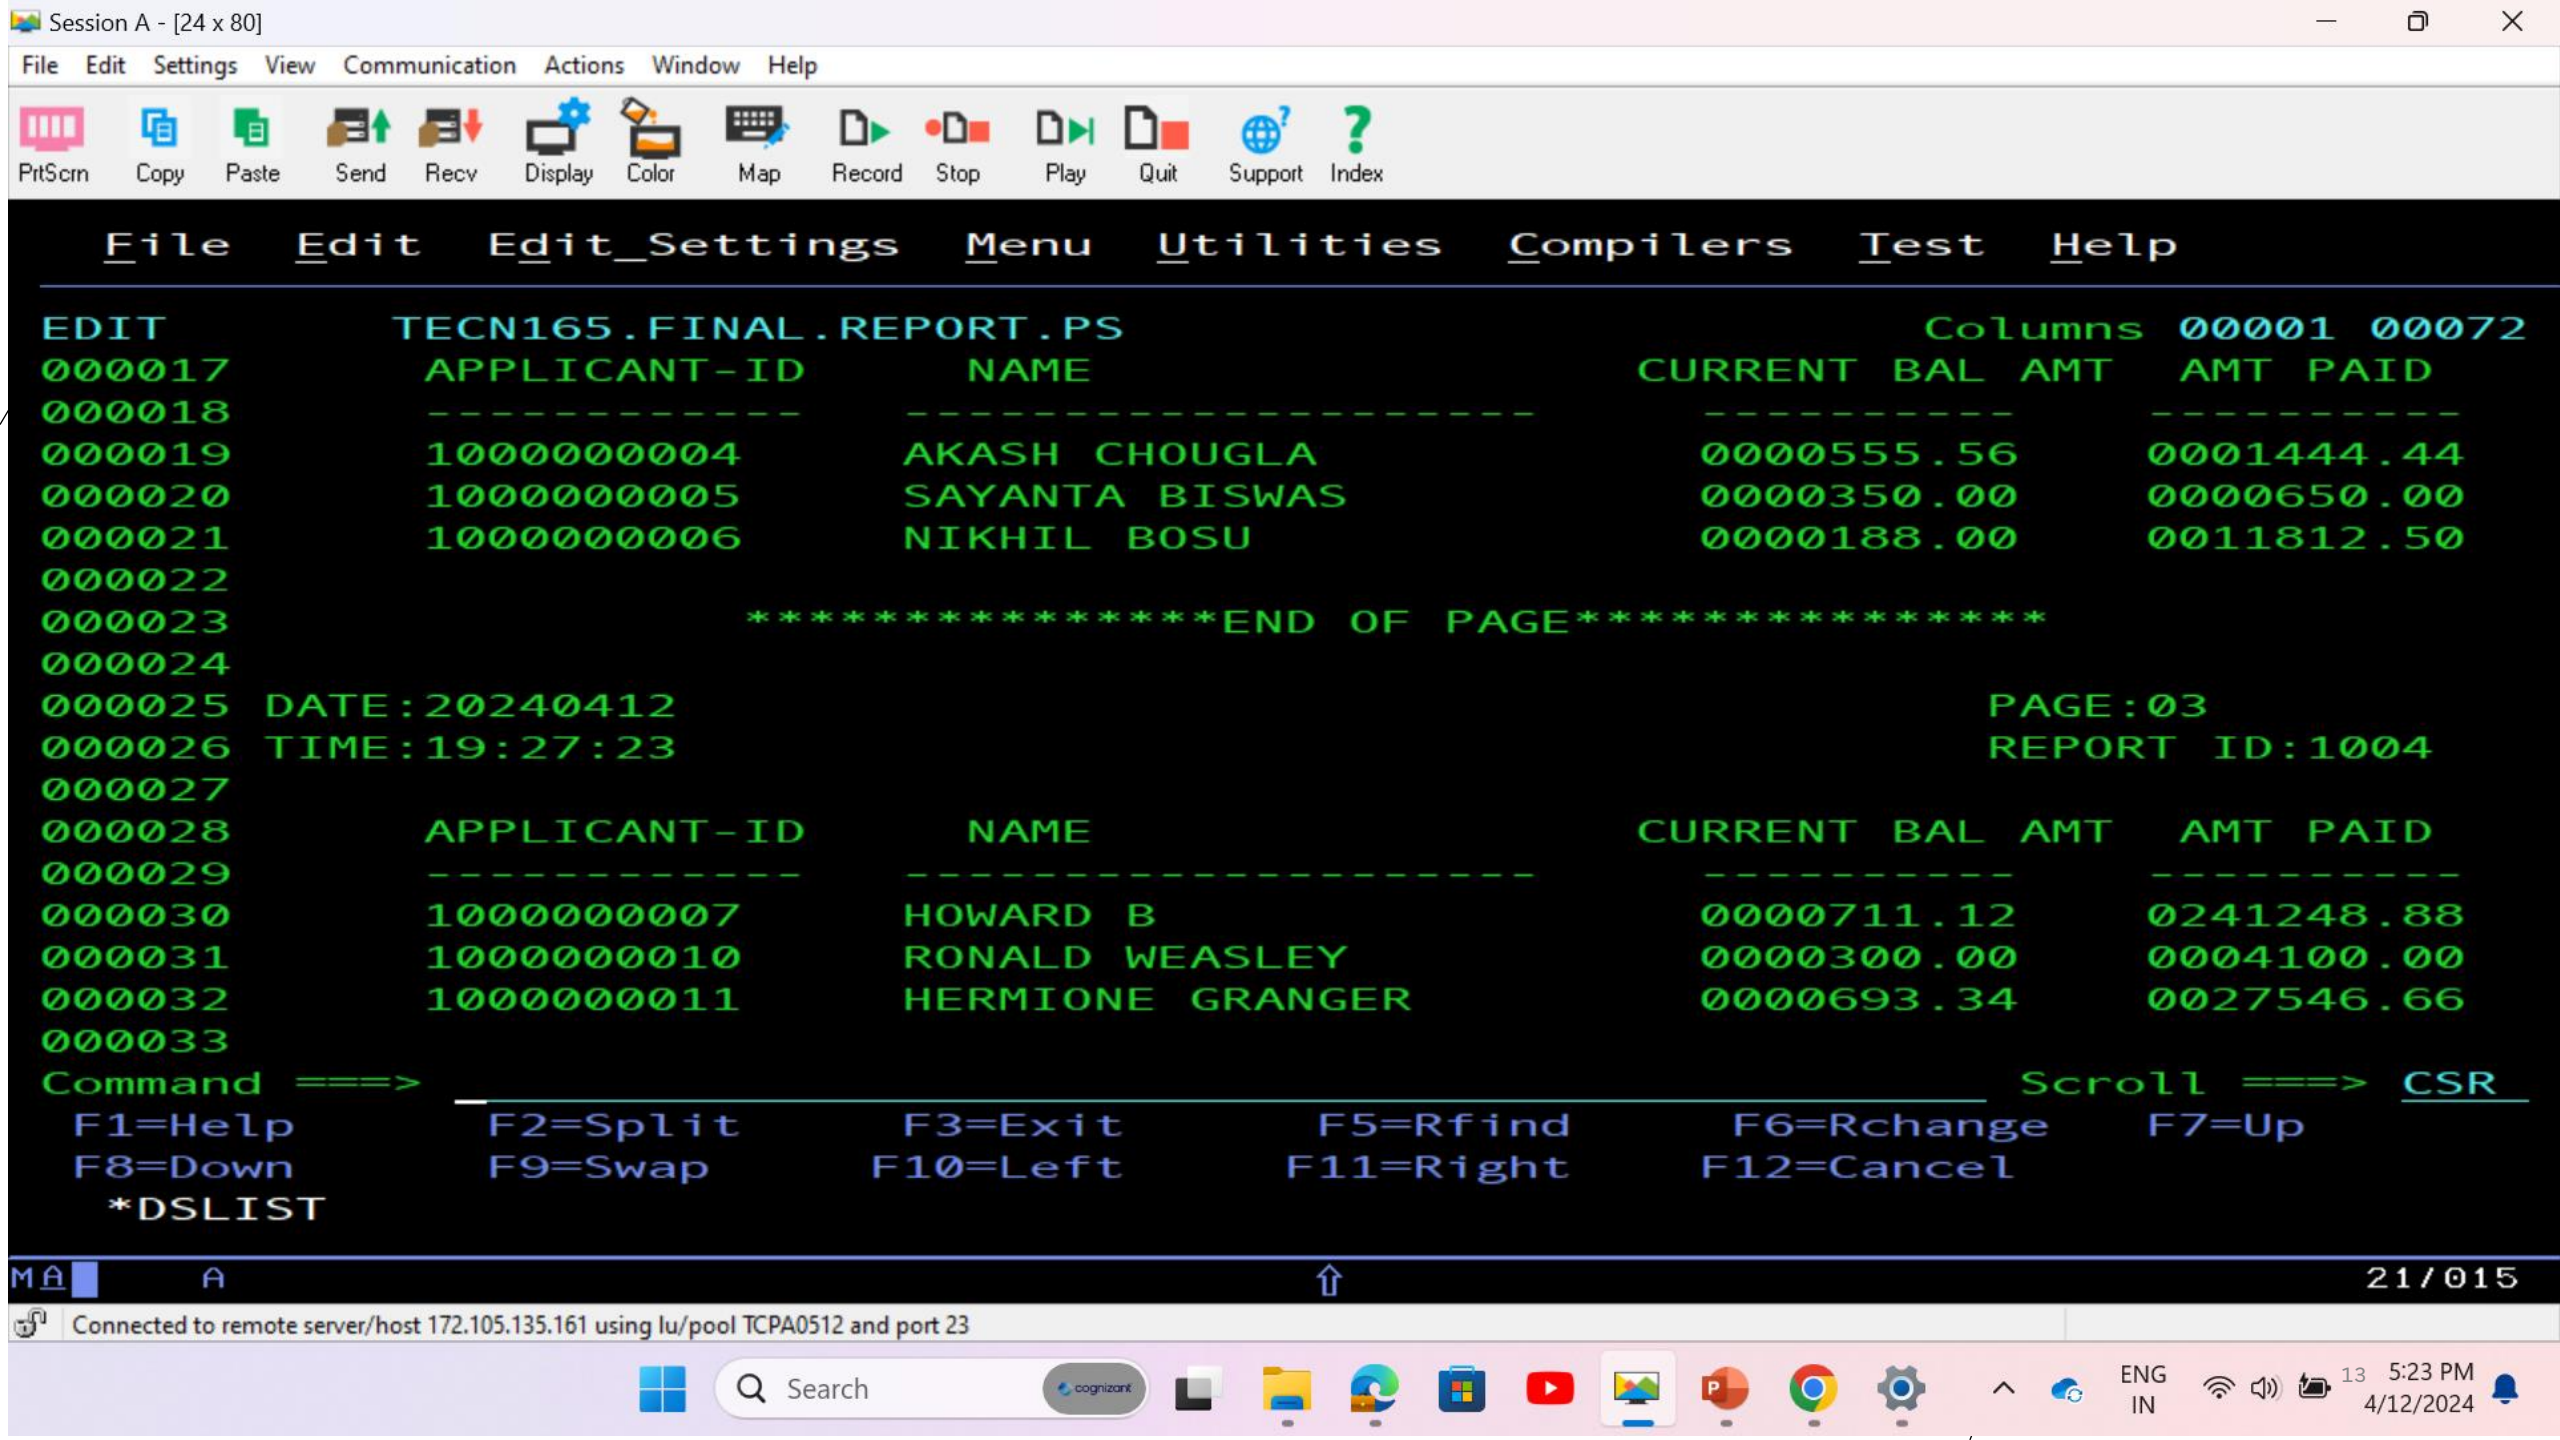 Session A - [24 x 80]
File Edit Settings View Communication Actions Window Help
PrtScrn Copy Paste Send Recv Display Color Map Record Stop Play Quit Support Index
File Edit Edit_Settings Menu Utilities Compilers Test Help
EDIT TECN165.FINAL.REPORT.PS Columns 00001 00072
000017 APPLICANT-ID NAME CURRENT BAL AMT AMT PAID
000018 ------------ -------------------- ---------- ----------
000019 1000000004 AKASH CHOUGLA 0000555.56 0001444.44
000020 1000000005 SAYANTA BISWAS 0000350.00 0000650.00
000021 1000000006 NIKHIL BOSU 0000188.00 0011812.50
000022
000023 ***************END OF PAGE***************
000024
000025 DATE:20240412 PAGE:03
000026 TIME:19:27:23 REPORT ID:1004
000027
000028 APPLICANT-ID NAME CURRENT BAL AMT AMT PAID
000029 ------------ -------------------- ---------- ----------
000030 1000000007 HOWARD B 0000711.12 0241248.88
000031 1000000010 RONALD WEASLEY 0000300.00 0004100.00
000032 1000000011 HERMIONE GRANGER 0000693.34 0027546.66
000033
Command ===> Scroll ===> CSR
F1=Help F2=Split F3=Exit F5=Rfind F6=Rchange F7=Up
F8=Down F9=Swap F10=Left F11=Right F12=Cancel
*DSLIST
MA A 21/015
Connected to remote server/host 172.105.135.161 using lu/pool TCPA0512 and port 23
Search cognizant ENG 13 5:23 PM
IN 4/12/2024